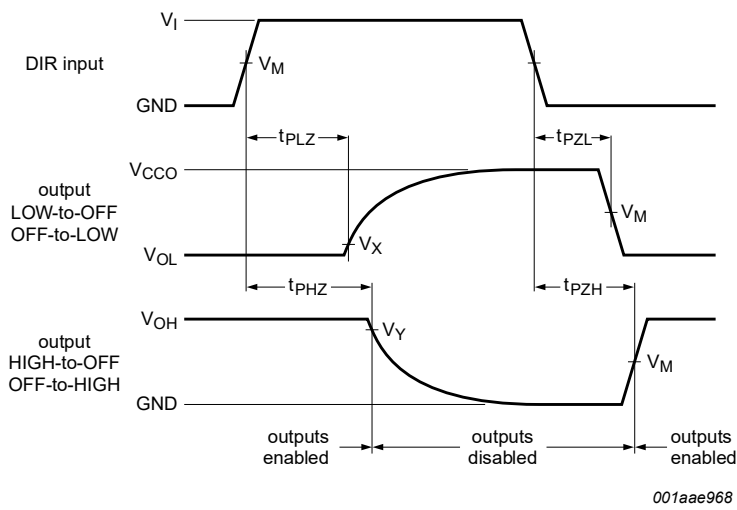 V_I
DIR input
V_M
GND
t_PLZ
t_PZL
V_CCO
output
LOW-to-OFF
OFF-to-LOW
V_M
V_X
V_OL
t_PHZ
t_PZH
V_OH
V_Y
output
HIGH-to-OFF
OFF-to-HIGH
V_M
GND
outputs
enabled
outputs
disabled
outputs
enabled
001aae968